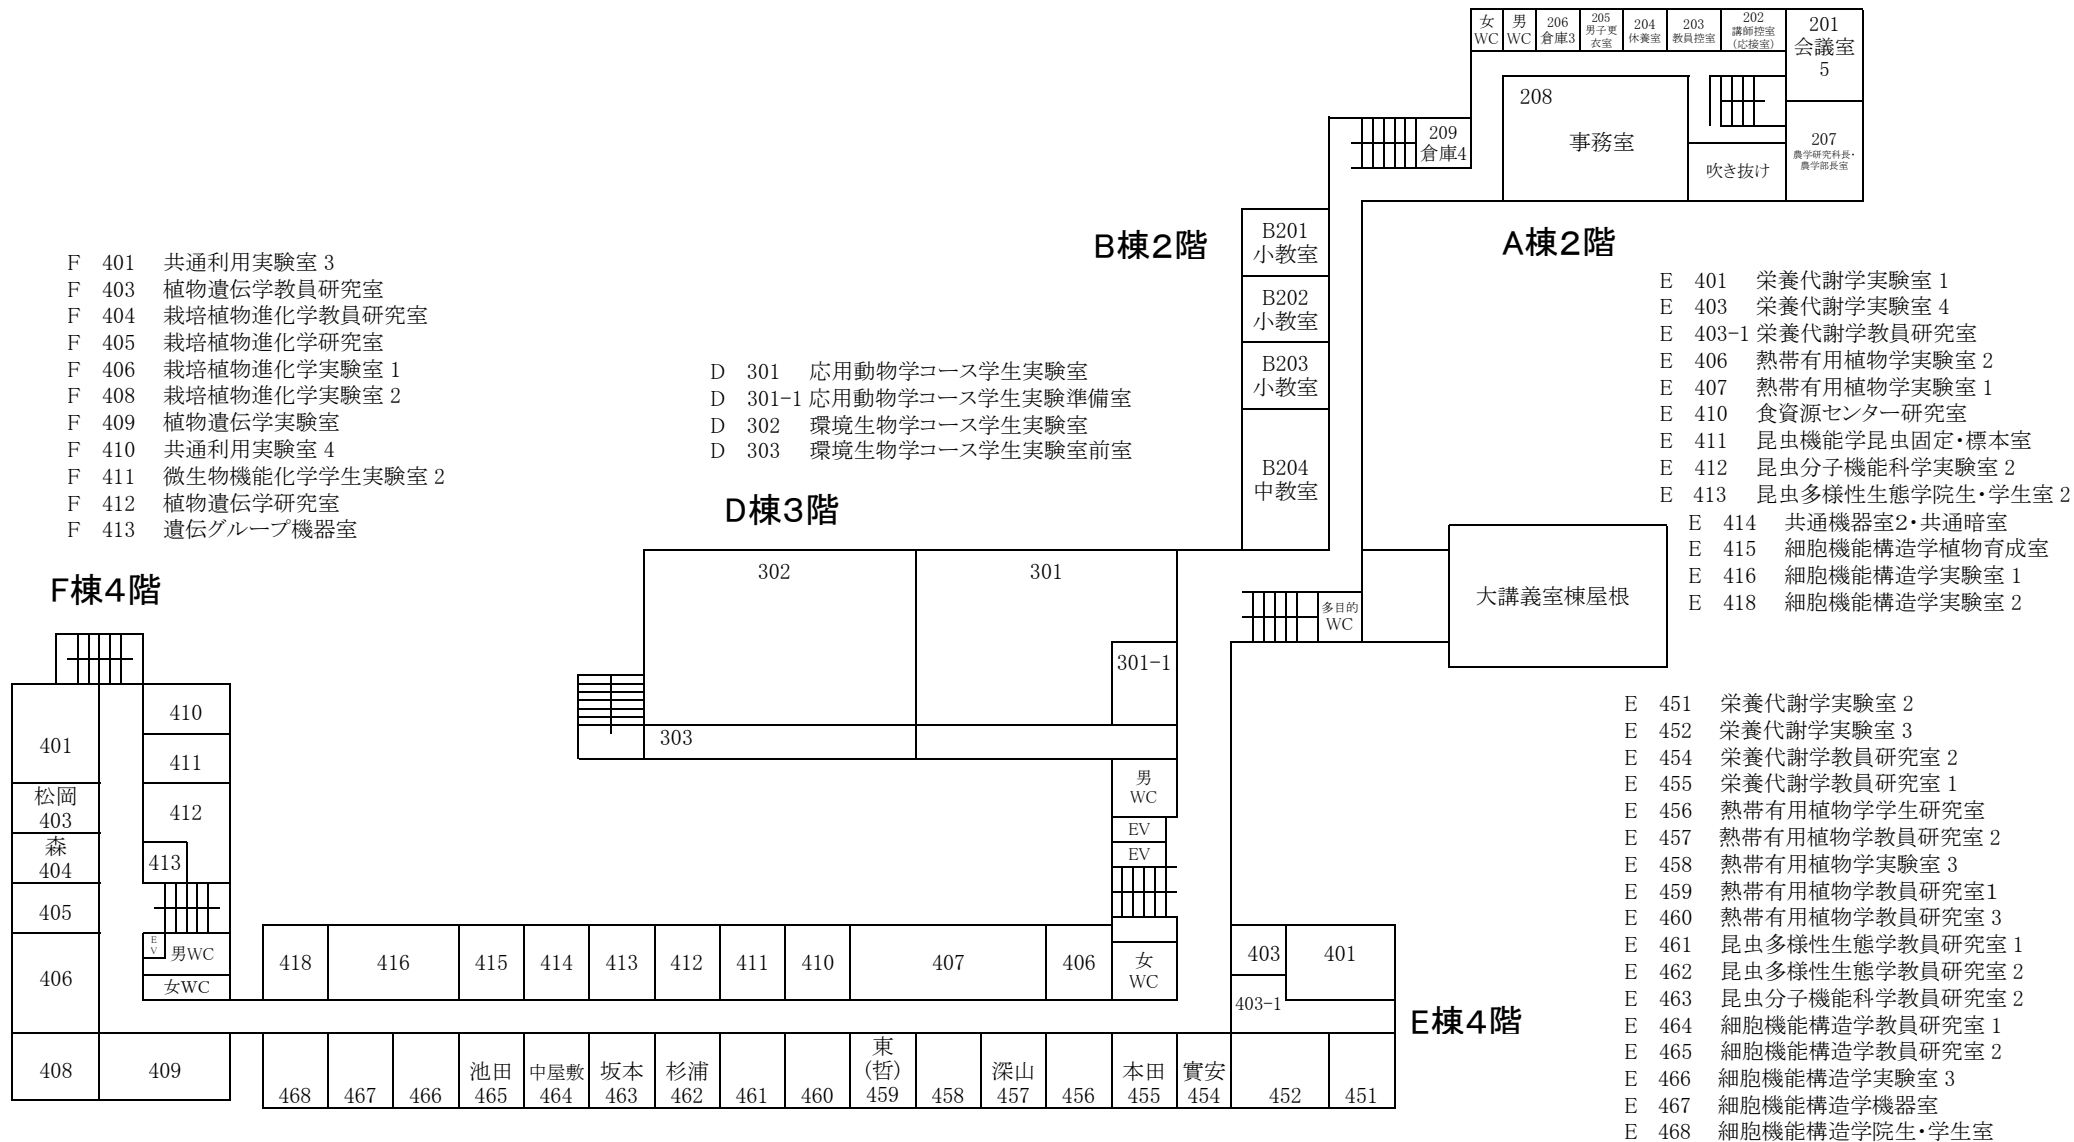 女
WC
男
WC
206
倉庫3
205
男子更
衣室
204
休養室
203
教員控室
202
講師控室
(応接室)
201
会議室
5
208
事務室
209
倉庫4
207
農学研究科長・
農学部長室
吹き抜け
B棟2階
A棟2階
B201
小教室
B202
小教室
B203
小教室
B204
中教室
F 401 共通利用実験室 3
F 403 植物遺伝学教員研究室
F 404 栽培植物進化学教員研究室
F 405 栽培植物進化学研究室
F 406 栽培植物進化学実験室 1
F 408 栽培植物進化学実験室 2
F 409 植物遺伝学実験室
F 410 共通利用実験室 4
F 411 微生物機能化学学生実験室 2
F 412 植物遺伝学研究室
F 413 遺伝グループ機器室
D 301 応用動物学コース学生実験室
D 301-1 応用動物学コース学生実験準備室
D 302 環境生物学コース学生実験室
D 303 環境生物学コース学生実験室前室
E 401 栄養代謝学実験室 1
E 403 栄養代謝学実験室 4
E 403-1 栄養代謝学教員研究室
E 406 熱帯有用植物学実験室 2
E 407 熱帯有用植物学実験室 1
E 410 食資源センター研究室
E 411 昆虫機能学昆虫固定・標本室
E 412 昆虫分子機能科学実験室 2
E 413 昆虫多様性生態学院生・学生室 2
E 414 共通機器室2・共通暗室
E 415 細胞機能構造学植物育成室
E 416 細胞機能構造学実験室 1
E 418 細胞機能構造学実験室 2
D棟3階
F棟4階
302
301
301-1
303
多目的
WC
大講義室棟屋根
男
WC
EV
EV
女
WC
401
松岡
403
森
404
405
406
408
409
410
411
412
413
EV
男WC
女WC
418
416
415
414
413
412
411
410
407
406
403
401
403-1
E棟4階
468
467
466
池田
465
中屋敷
464
坂本
463
杉浦
462
461
460
東
(哲)
459
458
深山
457
456
本田
455
實安
454
452
451
E 451 栄養代謝学実験室 2
E 452 栄養代謝学実験室 3
E 454 栄養代謝学教員研究室 2
E 455 栄養代謝学教員研究室 1
E 456 熱帯有用植物学学生研究室
E 457 熱帯有用植物学教員研究室 2
E 458 熱帯有用植物学実験室 3
E 459 熱帯有用植物学教員研究室1
E 460 熱帯有用植物学教員研究室 3
E 461 昆虫多様性生態学教員研究室 1
E 462 昆虫多様性生態学教員研究室 2
E 463 昆虫分子機能科学教員研究室 2
E 464 細胞機能構造学教員研究室 1
E 465 細胞機能構造学教員研究室 2
E 466 細胞機能構造学実験室 3
E 467 細胞機能構造学機器室
E 468 細胞機能構造学院生・学生室